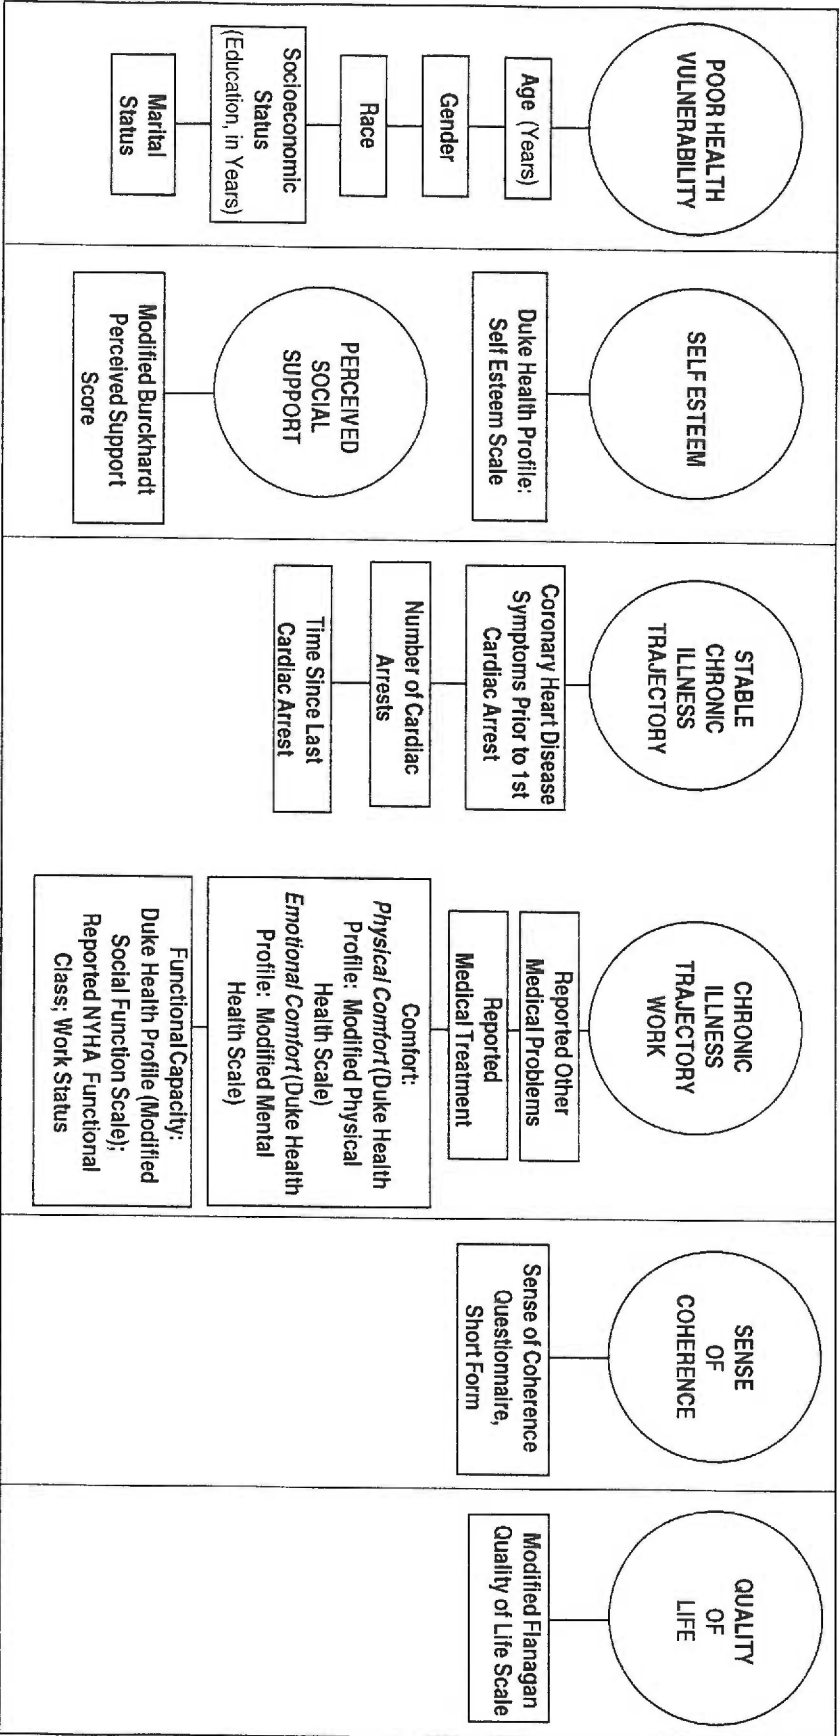 POOR HEALTH
VULNERABILITY
Age (Years)
Gender
Race
Socioeconomic
Status
(Education, in Years)
Marital
Status
SELF ESTEEM
Duke Health Profile:
Self Esteem Scale
PERCEIVED
SOCIAL
SUPPORT
Modified Burckhardt
Perceived Support
Score
STABLE
CHRONIC
ILLNESS
TRAJECTORY
Coronary Heart Disease
Symptoms Prior to 1st
Cardiac Arrest
Number of Cardiac
Arrests
Time Since Last
Cardiac Arrest
CHRONIC
ILLNESS
TRAJECTORY
WORK
Reported Other
Medical Problems
Reported
Medical Treatment
Comfort:
Physical Comfort (Duke Health
Profile: Modified Physical
Health Scale)
Emotional Comfort (Duke Health
Profile: Modified Mental
Health Scale)
Functional Capacity:
Duke Health Profile (Modified
Social Function Scale);
Reported NYHA Functional
Class; Work Status
SENSE
OF
COHERENCE
Sense of Coherence
Questionnaire,
Short Form
QUALITY
OF
LIFE
Modified Flanagan
Quality of Life Scale